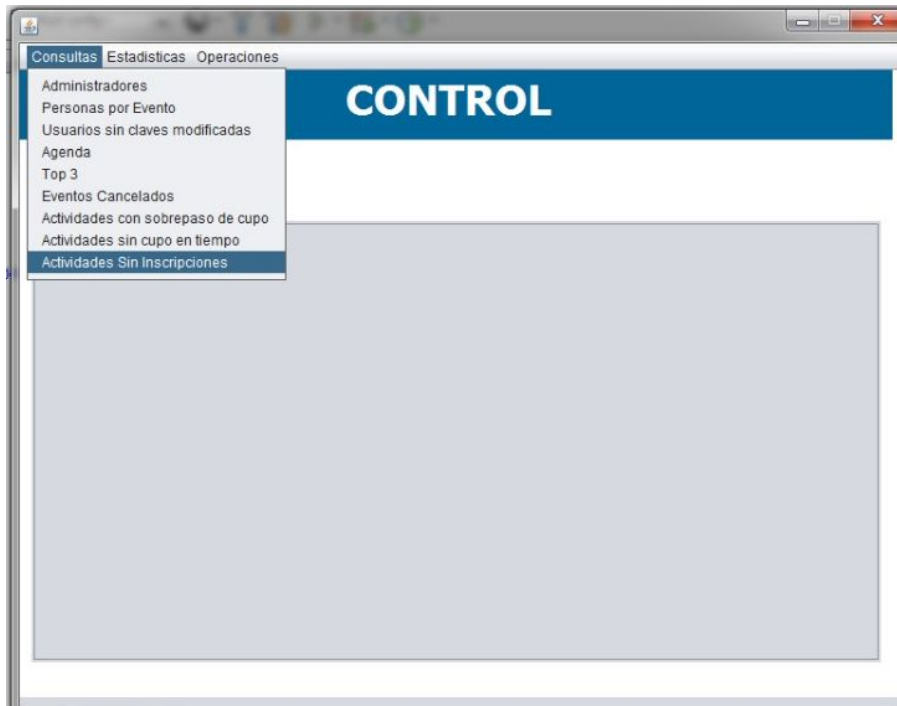 Consultas Estadisticas Operaciones
CONTROL
Administradores
Personas por Evento
Usuarios sin claves modificadas
Agenda
Top 3
Eventos Cancelados
Actividades con sobrepaso de cupo
Actividades sin cupo en tiempo
Actividades Sin Inscripciones